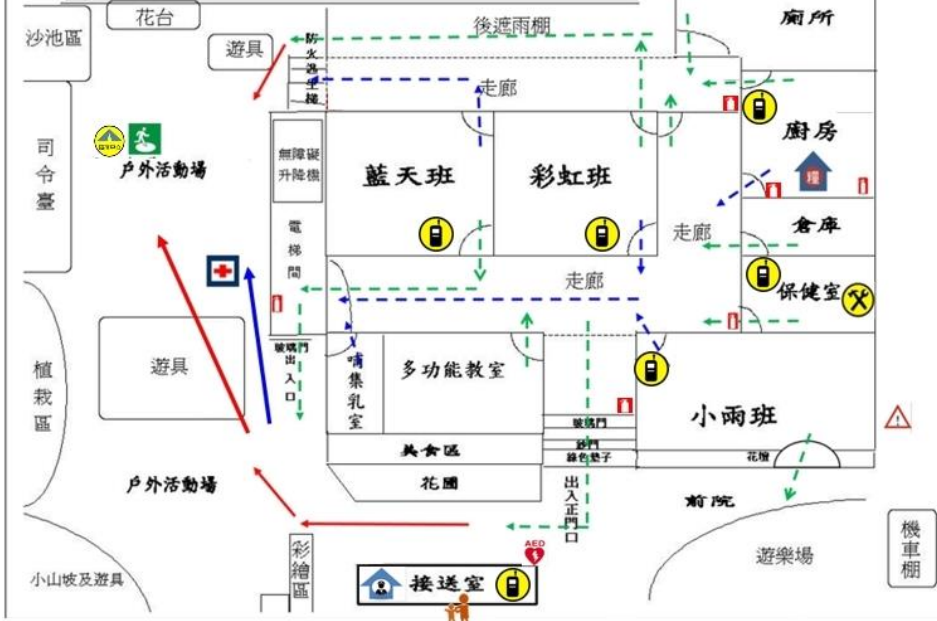 花台
沙池區
遊具
防火逃生梯
後遮雨棚
廁所
走廊
司令臺
戶外活動場
無障礙
升降機
藍天班
彩虹班
廚房
糧
電梯間
走廊
倉庫
走廊
保健室
植栽區
遊具
玻璃門
出入口
哺集乳室
多功能教室
小雨班
美食區
玻璃門
紗門
綠色墊子
花壇
花圃
戶外活動場
出入正門口
前院
機車棚
AED
彩繪區
遊樂場
小山坡及遊具
接送室